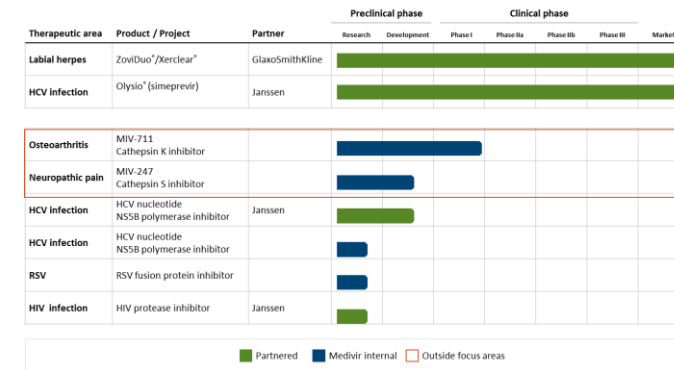 Preclinical phase Clinical phase
Therapeutic area Product / Project Partner Research Development Phase I Phase IIa Phase IIb Phase III Market
Labial herpes ZoviDuo®/Xerclear® GlaxoSmithKline
HCV infection Olysio® (simeprevir) Janssen
Osteoarthritis MIV-711
Cathepsin K inhibitor
Neuropathic pain MIV-247
Cathepsin S inhibitor
HCV infection HCV nucleotide Janssen
NS5B polymerase inhibitor
HCV infection HCV nucleotide
NS5B polymerase inhibitor
RSV RSV fusion protein inhibitor
HIV infection HIV protease inhibitor Janssen
Partnered Medivir internal Outside focus areas